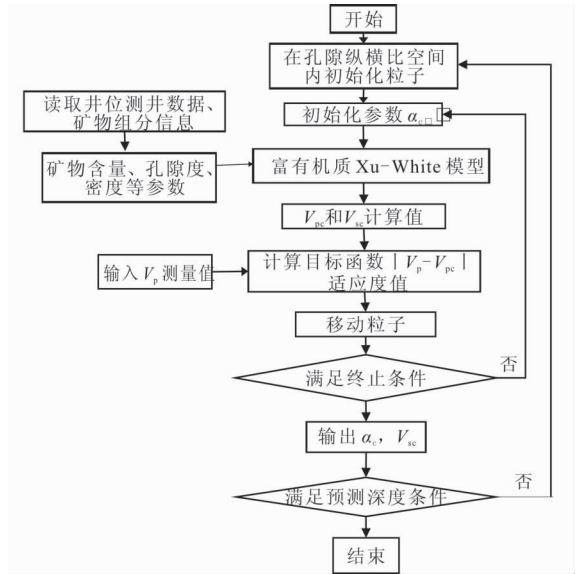 开始
在孔隙纵横比空间
内初始化粒子
读取井位测井数据、
矿物组分信息
初始化参数 αc□
矿物含量、孔隙度、
密度等参数
富有机质 Xu-White 模型
Vpc和Vsc计算值
输入 Vp 测量值
计算目标函数 | Vp-Vpc |
适应度值
移动粒子
否
满足终止条件
输出 αc, Vsc
否
满足预测深度条件
结束